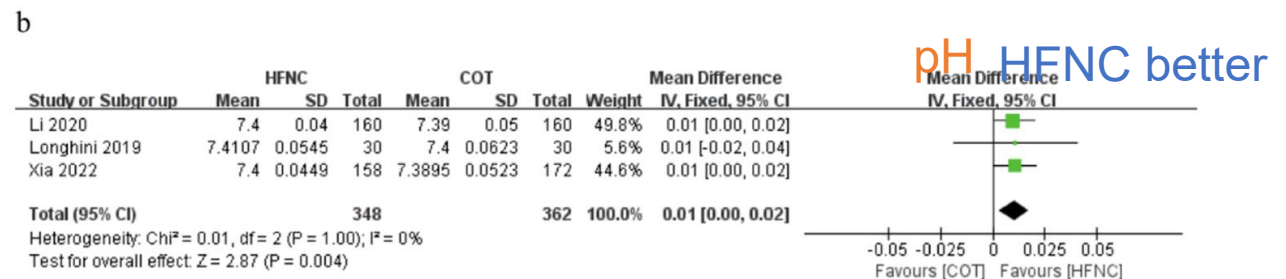 b
pH HFNC better
HFNC COT Mean Difference Mean Difference
Study or Subgroup Mean SD Total Mean SD Total Weight IV, Fixed, 95% CI IV, Fixed, 95% CI
Li 2020 7.4 0.04 160 7.39 0.05 160 49.8% 0.01 [0.00, 0.02]
Longhini 2019 7.4107 0.0545 30 7.4 0.0623 30 5.6% 0.01 [-0.02, 0.04]
Xia 2022 7.4 0.0449 158 7.3895 0.0523 172 44.6% 0.01 [0.00, 0.02]
Total (95% CI) 348 362 100.0% 0.01 [0.00, 0.02]
Heterogeneity: Chi² = 0.01, df = 2 (P = 1.00); I² = 0%
Test for overall effect: Z = 2.87 (P = 0.004)
-0.05 -0.025 0 0.025 0.05
Favours [COT] Favours [HFNC]